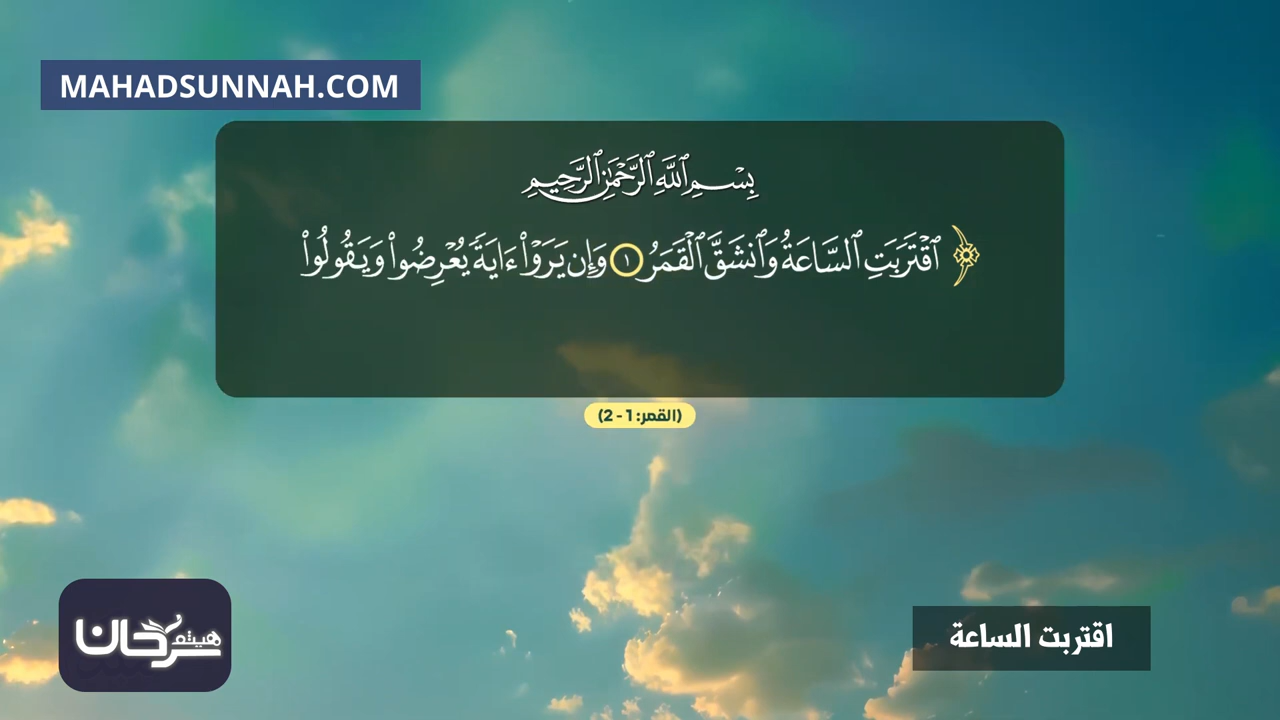 MAHADSUNNAH.COM
بِسْمِ ٱللَّهِ ٱلرَّحْمَٰنِ ٱلرَّحِيمِ
﴿ٱقْتَرَبَتِ ٱلسَّاعَةُ وَٱنشَقَّ ٱلْقَمَرُ ١ وَإِن يَرَوْا۟ ءَايَةً يُعْرِضُوا۟ وَيَقُولُوا۟
(القمر: 1 - 2)
هيثم سرحان
اقتربت الساعة